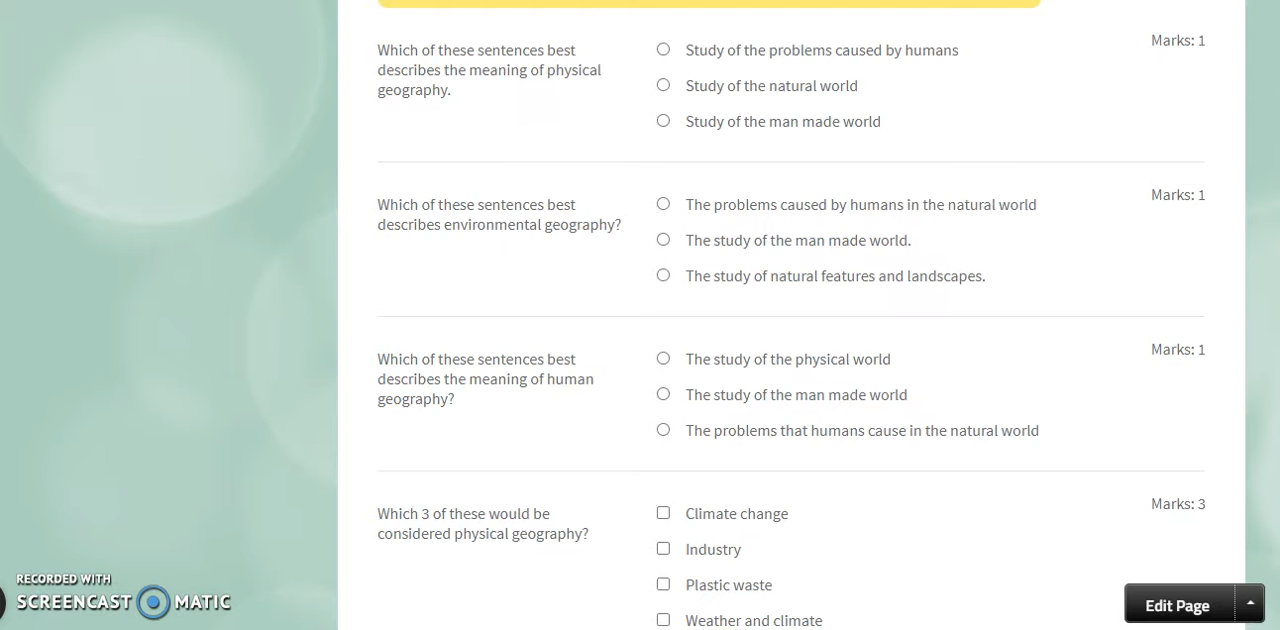 Which of these sentences best
describes the meaning of physical
geography.
Study of the problems caused by humans
Study of the natural world
Study of the man made world
Marks: 1
Which of these sentences best
describes environmental geography?
The problems caused by humans in the natural world
The study of the man made world.
The study of natural features and landscapes.
Marks: 1
Which of these sentences best
describes the meaning of human
geography?
The study of the physical world
The study of the man made world
The problems that humans cause in the natural world
Marks: 1
Which 3 of these would be
considered physical geography?
Climate change
Industry
Plastic waste
Weather and climate
Marks: 3
RECORDED WITH
SCREENCAST MATIC
Edit Page